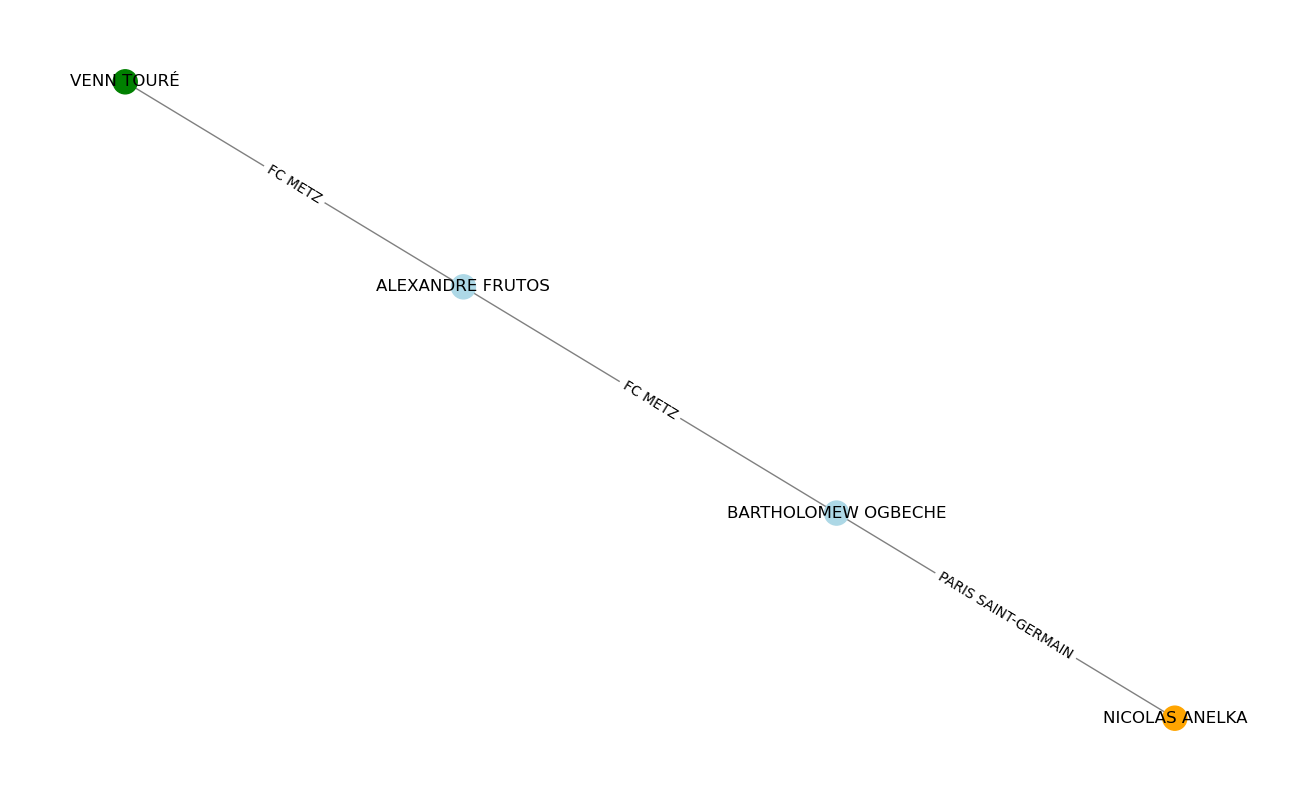 VENN TOURÉ
FC METZ
ALEXANDRE FRUTOS
FC METZ
BARTHOLOMEW OGBECHE
PARIS SAINT-GERMAIN
NICOLAS ANELKA